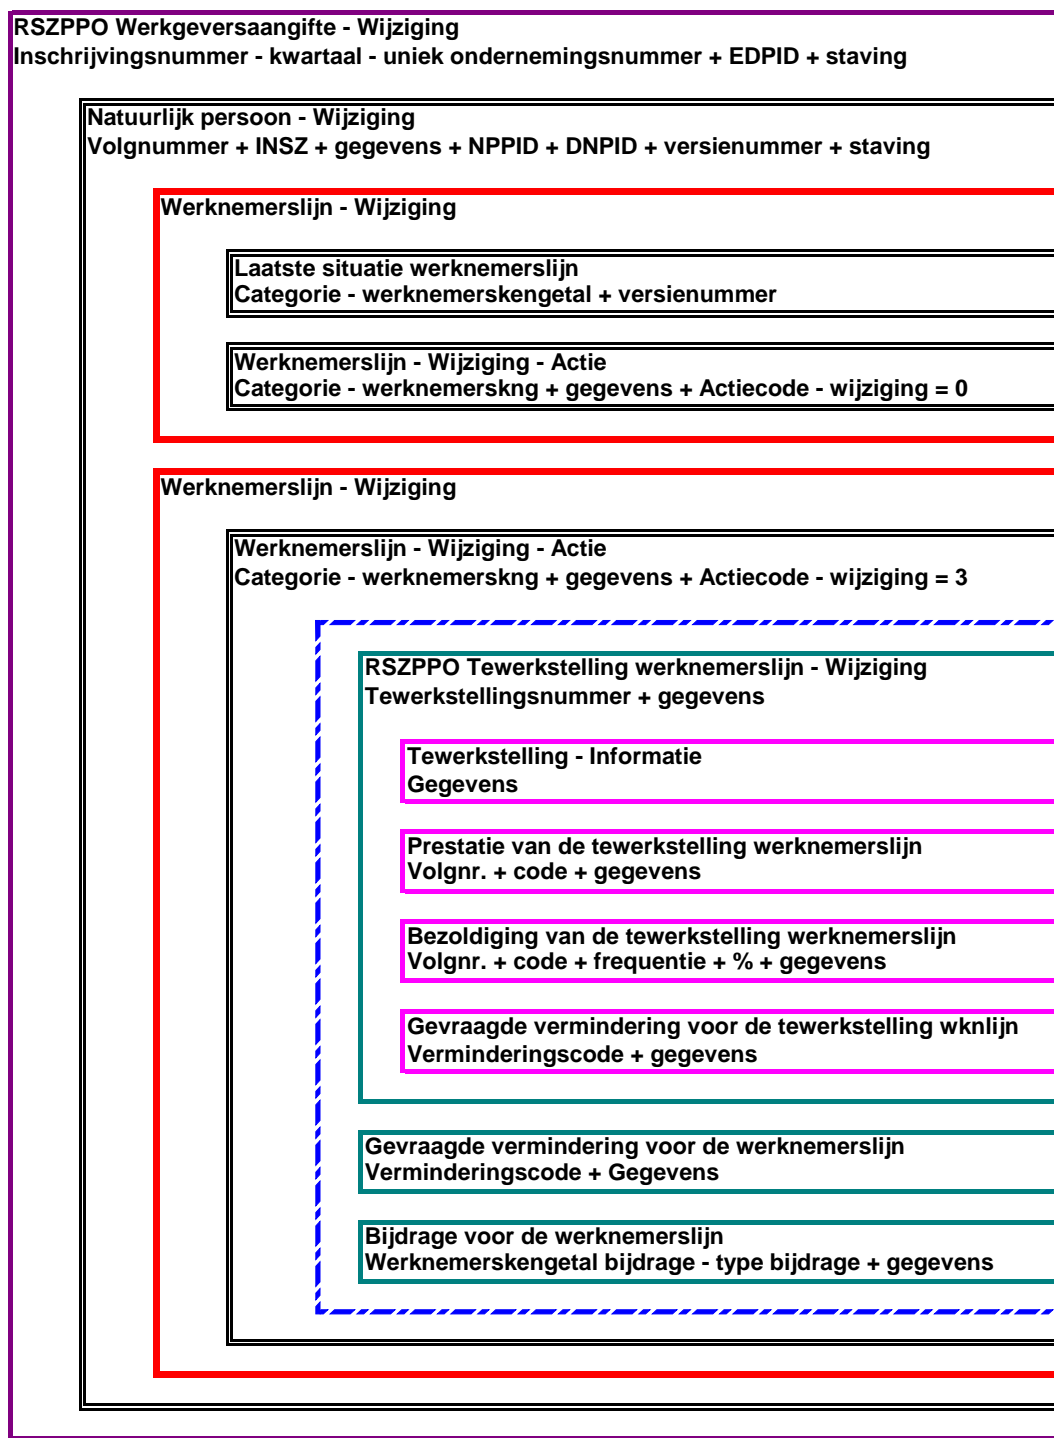 RSZPPO Werkgeversaangifte - Wijziging
Inschrijvingsnummer - kwartaal - uniek ondernemingsnummer + EDPID + staving
Natuurlijk persoon - Wijziging
Volgnummer + INSZ + gegevens + NPPID + DNPID + versienummer + staving
Werknemerslijn - Wijziging
Laatste situatie werknemerslijn
Categorie - werknemerskengetal + versienummer
Werknemerslijn - Wijziging - Actie
Categorie - werknemerskng + gegevens + Actiecode - wijziging = 0
Werknemerslijn - Wijziging
Werknemerslijn - Wijziging - Actie
Categorie - werknemerskng + gegevens + Actiecode - wijziging = 3
RSZPPO Tewerkstelling werknemerslijn - Wijziging
Tewerkstellingsnummer + gegevens
Tewerkstelling - Informatie
Gegevens
Prestatie van de tewerkstelling werknemerslijn
Volgnr. + code + gegevens
Bezoldiging van de tewerkstelling werknemerslijn
Volgnr. + code + frequentie + % + gegevens
Gevraagde vermindering voor de tewerkstelling wknlijn
Verminderingscode + gegevens
Gevraagde vermindering voor de werknemerslijn
Verminderingscode + Gegevens
Bijdrage voor de werknemerslijn
Werknemerskengetal bijdrage - type bijdrage + gegevens